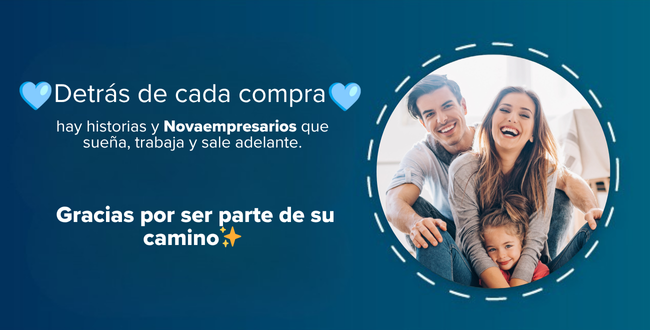 🩵Detrás de cada compra🩵
hay historias y Novaempresarios que
sueña, trabaja y sale adelante.
Gracias por ser parte de su
camino✨